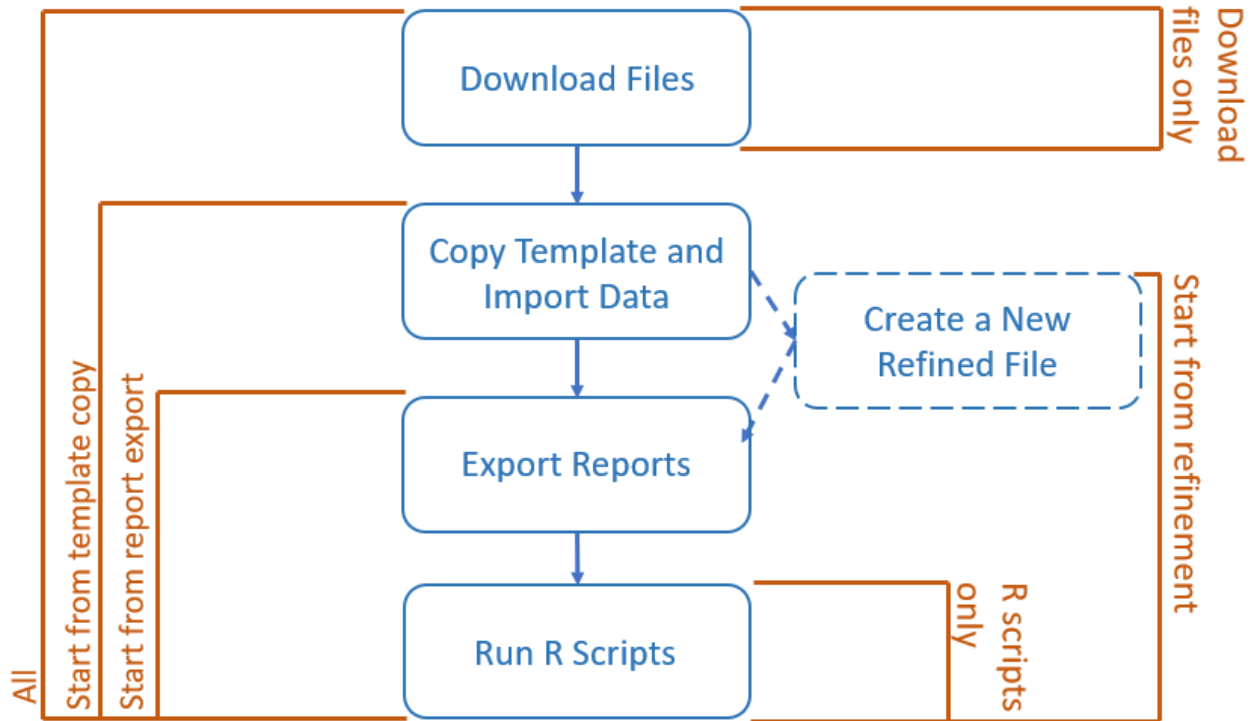 Download Files
Download
files only
Copy Template and
Import Data
Create a New
Refined File
Export Reports
Run R Scripts
All
Start from template copy
Start from report export
Start from refinement
R scripts
only